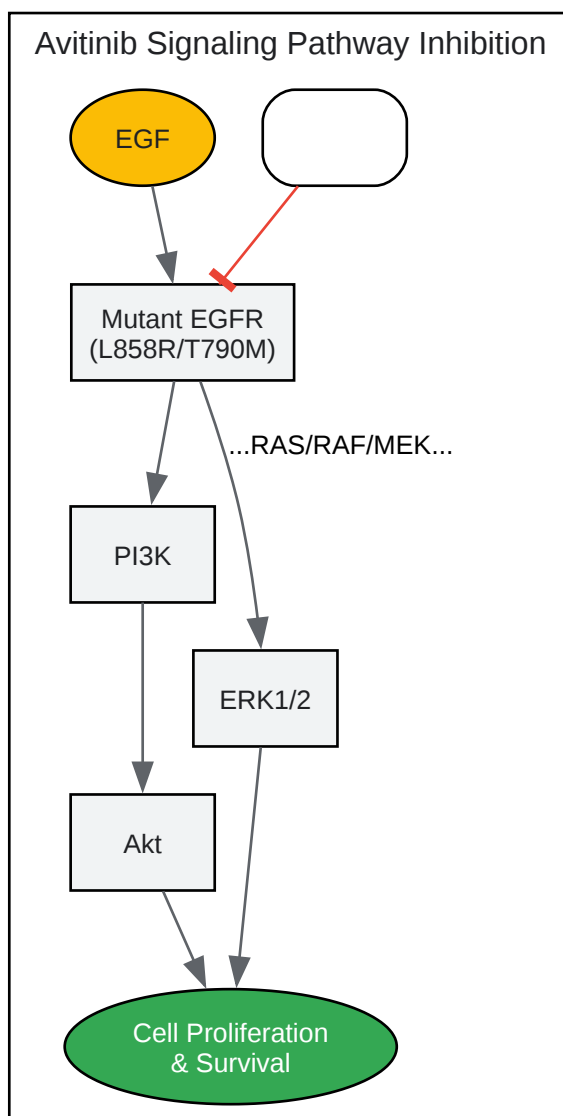 Avitinib Signaling Pathway Inhibition
EGF
Mutant EGFR
(L858R/T790M)
...RAS/RAF/MEK...
PI3K
ERK1/2
Akt
Cell Proliferation
& Survival